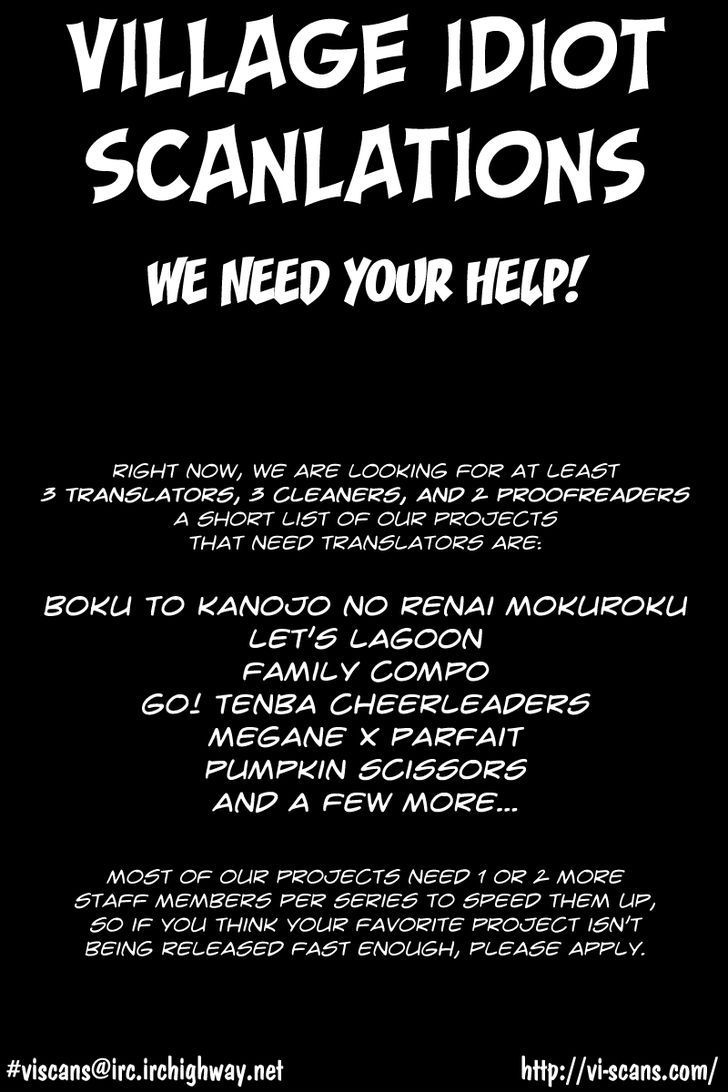 VILLAGE IDIOT
SCANLATIONS
WE NEED YOUR HELP!
RIGHT NOW, WE ARE LOOKING FOR AT LEAST
3 TRANSLATORS, 3 CLEANERS, AND 2 PROOFREADERS
A SHORT LIST OF OUR PROJECTS
THAT NEED TRANSLATORS ARE:
BOKU TO KANOJO NO RENAI MOKUROKU
LET'S LAGOON
FAMILY COMPO
GO! TENBA CHEERLEADERS
MEGANE X PARFAIT
PUMPKIN SCISSORS
AND A FEW MORE...
MOST OF OUR PROJECTS NEED 1 OR 2 MORE
STAFF MEMBERS PER SERIES TO SPEED THEM UP,
SO IF YOU THINK YOUR FAVORITE PROJECT ISN'T
BEING RELEASED FAST ENOUGH, PLEASE APPLY.
#viscans@irc.irchighway.net
http://vi-scans.com/